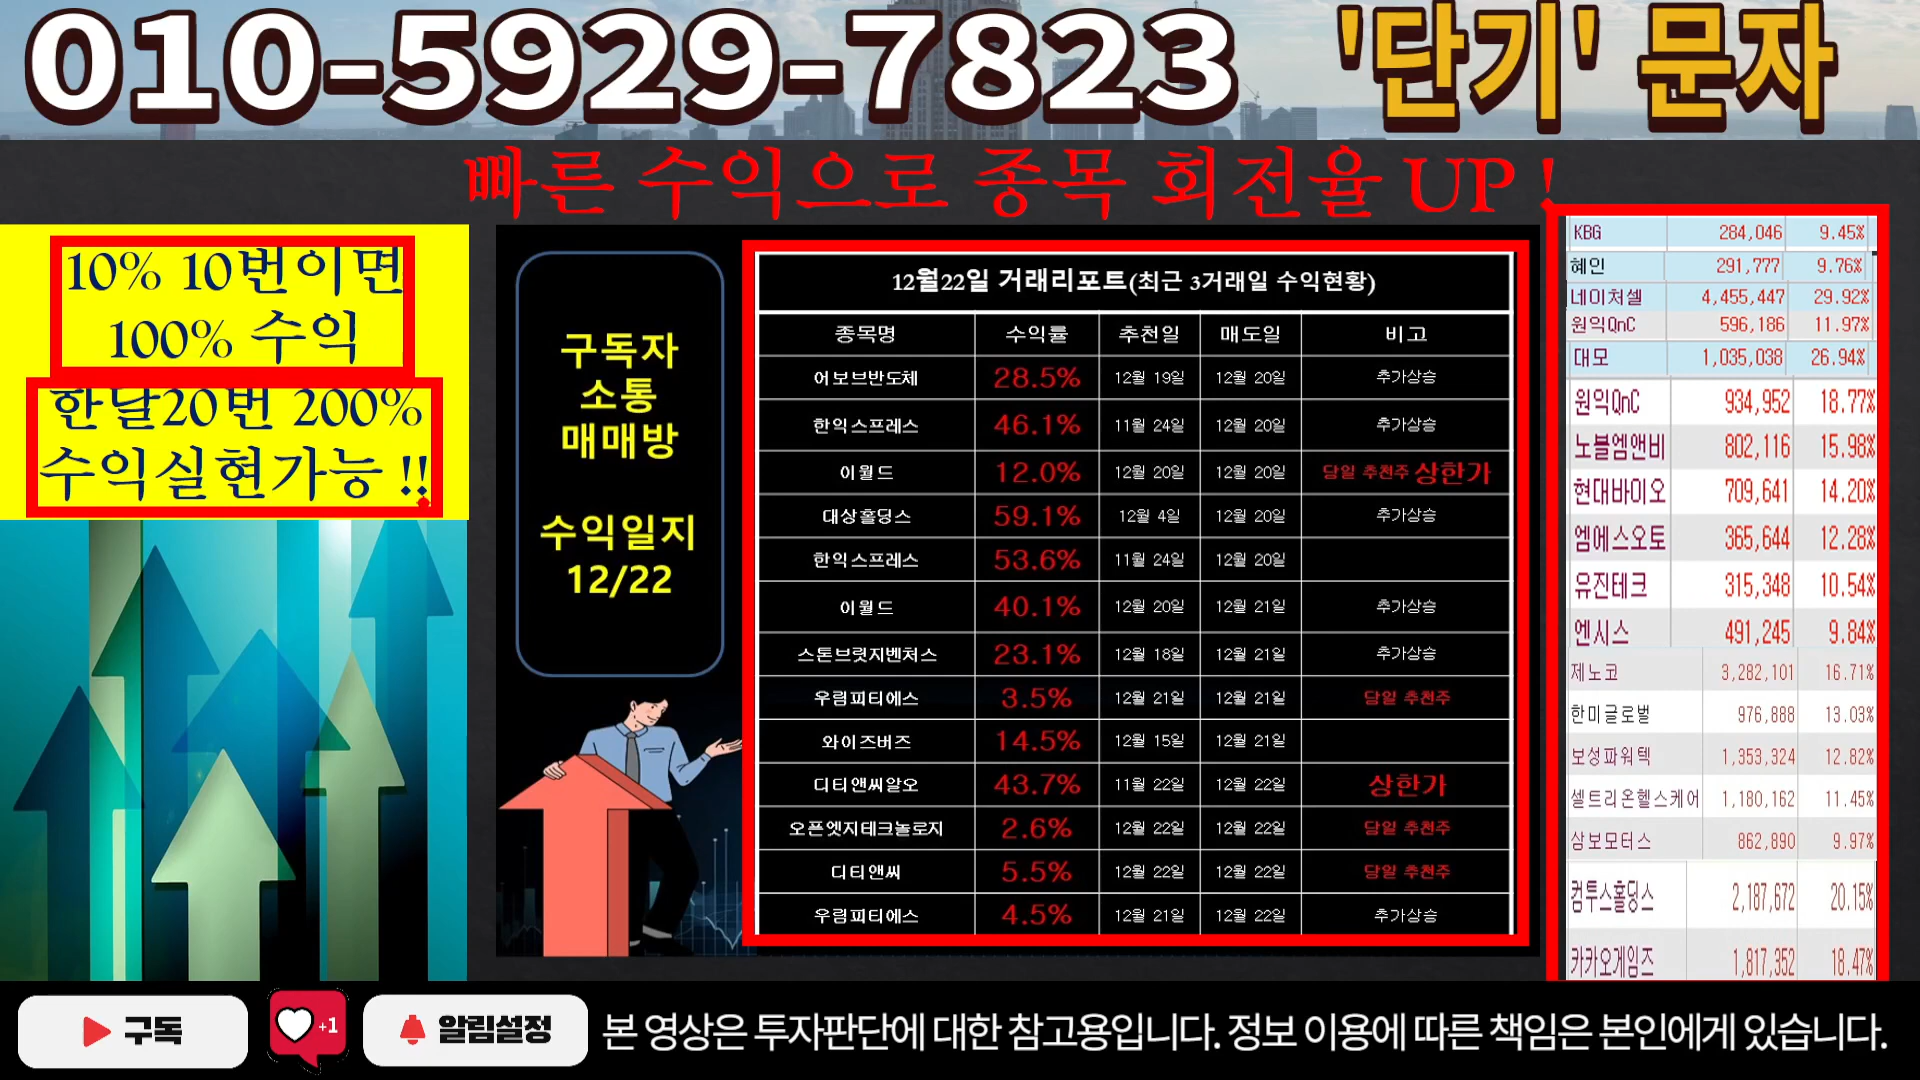 010-5929-7823 '단기' 문자
빠른 수익으로 종목 회전율 UP !
10% 10번이면
100% 수익
한달20번 200%
수익실현가능 !!
구독자
소통
매매방
수익일지
12/22
12월22일 거래리포트(최근 3거래일 수익현황)
종목명 수익률 추천일 매도일 비고
어보브반도체 28.5% 12월 19일 12월 20일 추가상승
한익스프레스 46.1% 11월 24일 12월 20일 추가상승
이월드 12.0% 12월 20일 12월 20일 당일 추천주 상한가
대상홀딩스 59.1% 12월 4일 12월 20일 추가상승
한익스프레스 53.6% 11월 24일 12월 20일
이월드 40.1% 12월 20일 12월 21일 추가상승
스톤브릿지벤처스 23.1% 12월 18일 12월 21일 추가상승
우림피티에스 3.5% 12월 21일 12월 21일 당일 추천주
와이즈버즈 14.5% 12월 15일 12월 21일
디티앤씨알오 43.7% 11월 22일 12월 22일 상한가
오픈엣지테크놀로지 2.6% 12월 22일 12월 22일 당일 추천주
디티앤씨 5.5% 12월 22일 12월 22일 당일 추천주
우림피티에스 4.5% 12월 21일 12월 22일 추가상승
KBG 284,046 9.45%
혜인 291,777 9.76%
네이처셀 4,455,447 29.92%
원익QnC 596,186 11.97%
대모 1,035,038 26.94%
원익QnC 934,952 18.77%
노블엠앤비 802,116 15.98%
현대바이오 709,641 14.20%
엠에스오토 365,644 12.28%
유진테크 315,348 10.54%
엔시스 491,245 9.84%
제노코 3,282,101 16.71%
한미글로벌 976,888 13.03%
보성파워텍 1,353,324 12.82%
셀트리온헬스케어 1,180,162 11.45%
삼보모터스 862,890 9.97%
컴투스홀딩스 2,187,672 20.15%
카카오게임즈 1,817,352 18.47%
구독 +1 알림설정 본 영상은 투자판단에 대한 참고용입니다. 정보 이용에 따른 책임은 본인에게 있습니다.